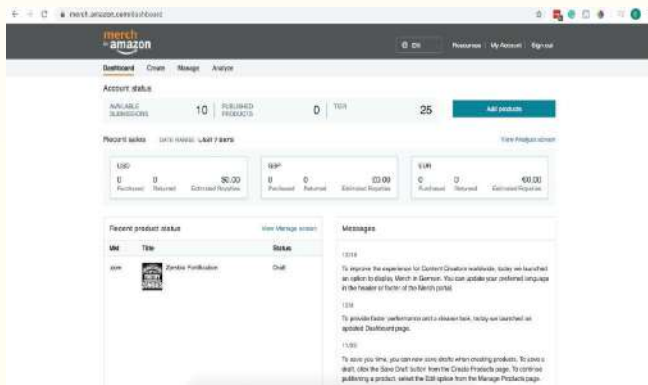 merch.amazon.com/dashboard
merch
by amazon
EN
Resources
My Account
Sign out
Dashboard
Create
Manage
Analyze
Account status
AVAILABLE
SUBMISSIONS
10
PUBLISHED
PRODUCTS
0
TIER
25
Add products
Recent sales
DATE RANGE: LAST 7 DAYS
View Analyze screen
USD
0
Purchased
0
Returned
$0.00
Estimated Royalties
GBP
0
Purchased
0
Returned
£0.00
Estimated Royalties
EUR
0
Purchased
0
Returned
€0.00
Estimated Royalties
Recent product status
View Manage screen
Mkt
Title
Status
.com
Zombie Fortification
Draft
Messages
To improve the experience for Content Creators worldwide, today we launched
an option to display Merch in German. You can update your preferred language
in the header or footer of the Merch portal.
12/9
To provide faster performance and a cleaner look, today we launched an
updated Dashboard page.
To save you time, you can now save drafts when creating products. To save a
draft, click the Save Draft button from the Create Products page. To continue
publishing a product, select the Edit option from the Manage Products page.